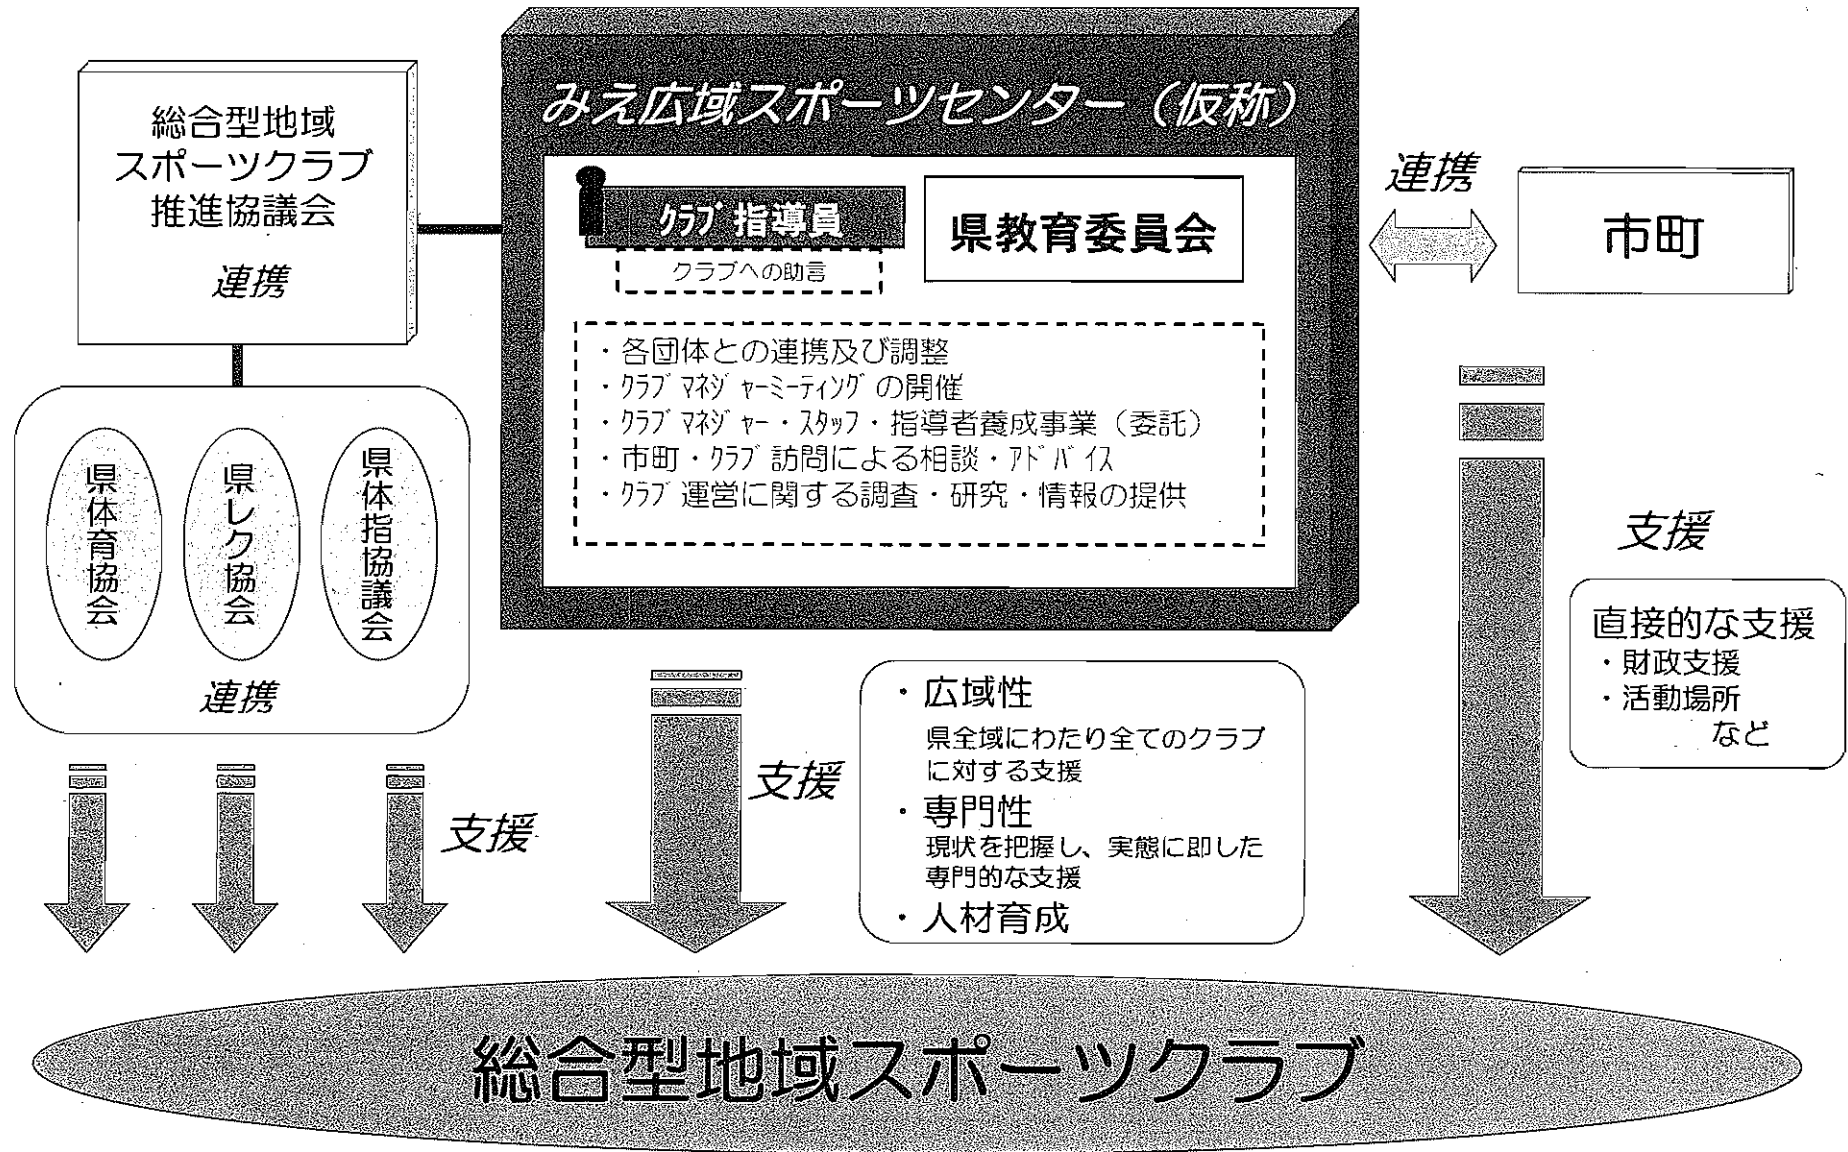 総合型地域
スポーツクラブ
推進協議会
連携
県体育協会
県レク協会
県体指協議会
連携
支援
みえ広域スポーツセンター（仮称）
ｸﾗﾌﾞ指導員
クラブへの助言
県教育委員会
・各団体との連携及び調整
・ｸﾗﾌﾞﾏﾈｼﾞｬｰﾐｰﾃｨﾝｸﾞの開催
・ｸﾗﾌﾞﾏﾈｼﾞｬｰ・ｽﾀｯﾌ・指導者養成事業（委託）
・市町・ｸﾗﾌﾞ訪問による相談・ｱﾄﾞﾊﾞｲｽ
・ｸﾗﾌﾞ運営に関する調査・研究・情報の提供
連携
市町
支援
・広域性
県全域にわたり全てのクラブ
に対する支援
・専門性
現状を把握し、実態に即した
専門的な支援
・人材育成
支援
直接的な支援
・財政支援
・活動場所
など
総合型地域スポーツクラブ